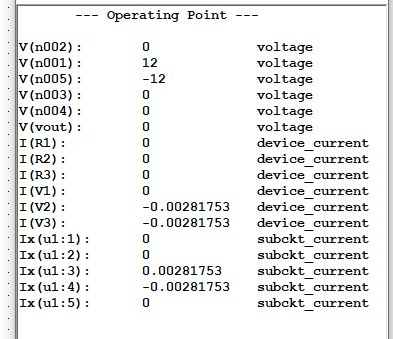 --- Operating Point ---
V(n002): 0 voltage
V(n001): 12 voltage
V(n005): -12 voltage
V(n003): 0 voltage
V(n004): 0 voltage
V(vout): 0 voltage
I(R1): 0 device_current
I(R2): 0 device_current
I(R3): 0 device_current
I(V1): 0 device_current
I(V2): -0.00281753 device_current
I(V3): -0.00281753 device_current
Ix(u1:1): 0 subckt_current
Ix(u1:2): 0 subckt_current
Ix(u1:3): 0.00281753 subckt_current
Ix(u1:4): -0.00281753 subckt_current
Ix(u1:5): 0 subckt_current